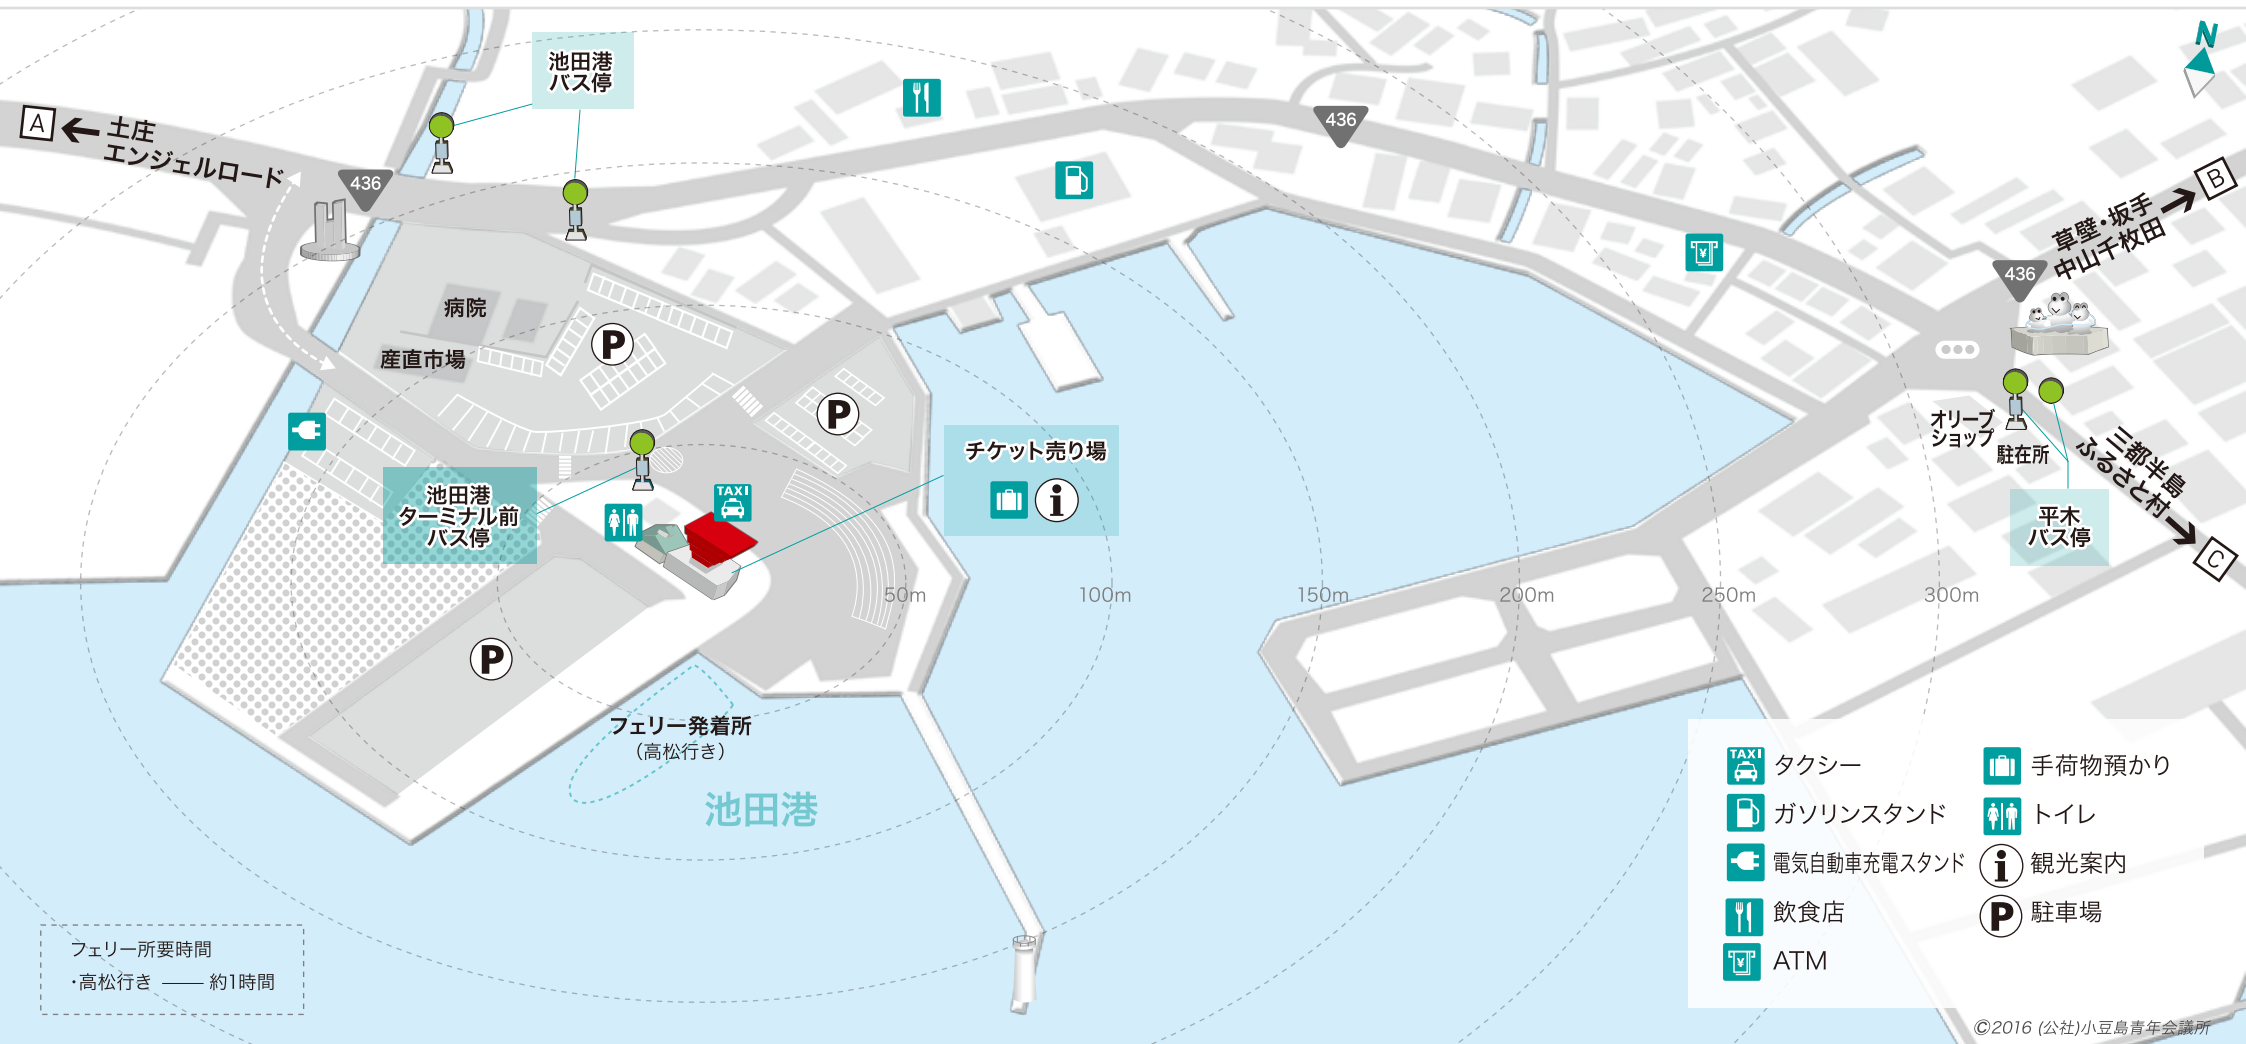 N
池田港
バス停
A
土庄
エンジェルロード
436
436
B
草壁・坂手
中山千枚田
436
病院
産直市場
P
P
オリーブ
ショップ
駐在所
三都半島
ふるさと村
C
平木
バス停
チケット売り場
i
池田港
ターミナル前
バス停
TAXI
¥
50m
100m
150m
200m
250m
300m
P
フェリー発着所
（高松行き）
池田港
TAXI
タクシー
ガソリンスタンド
電気自動車充電スタンド
飲食店
¥
ATM
手荷物預かり
トイレ
i
観光案内
P
駐車場
フェリー所要時間
・高松行き ―― 約1時間
©2016 (公社)小豆島青年会議所